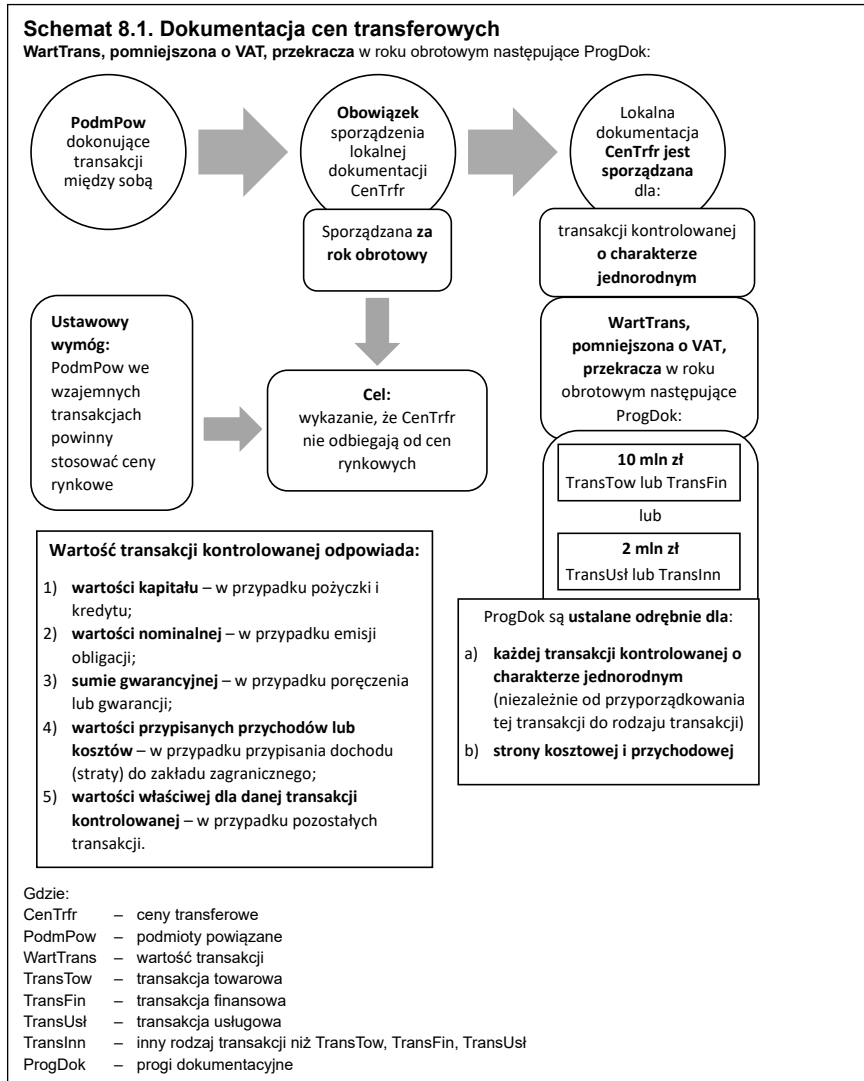 Schemat 8.1. Dokumentacja cen transferowych
WartTrans, pomniejszona o VAT, przekracza w roku obrotowym następujące ProgDok:
PodmPow
dokonujące
transakcji
między sobą
Obowiązek
sporządzenia
lokalnej
dokumentacji
CenTrfr
Lokalna
dokumentacja
CenTrfr jest
sporządzana
dla:
Sporządzana za
rok obrotowy
transakcji kontrolowanej
o charakterze
jednorodnym
Ustawowy
wymóg:
PodmPow we
wzajemnych
transakcjach
powinny
stosować ceny
rynkowe
Cel:
wykazanie, że CenTrfr
nie odbiegają od cen
rynkowych
WartTrans,
pomniejszona o VAT,
przekracza w roku
obrotowym następujące
ProgDok:
10 mln zł
TransTow lub TransFin
lub
2 mln zł
TransUsł lub TransInn
Wartość transakcji kontrolowanej odpowiada:
1) wartości kapitału – w przypadku pożyczki i
kredytu;
2) wartości nominalnej – w przypadku emisji
obligacji;
3) sumie gwarancyjnej – w przypadku poręczenia
lub gwarancji;
4) wartości przypisanych przychodów lub
kosztów – w przypadku przypisania dochodu
(straty) do zakładu zagranicznego;
5) wartości właściwej dla danej transakcji
kontrolowanej – w przypadku pozostałych
transakcji.
ProgDok są ustalane odrębnie dla:
a) każdej transakcji kontrolowanej o
charakterze jednorodnym
(niezależnie od przyporządkowania
tej transakcji do rodzaju transakcji)
b) strony kosztowej i przychodowej
Gdzie:
CenTrfr – ceny transferowe
PodmPow – podmioty powiązane
WartTrans – wartość transakcji
TransTow – transakcja towarowa
TransFin – transakcja finansowa
TransUsł – transakcja usługowa
TransInn – inny rodzaj transakcji niż TransTow, TransFin, TransUsł
ProgDok – progi dokumentacyjne